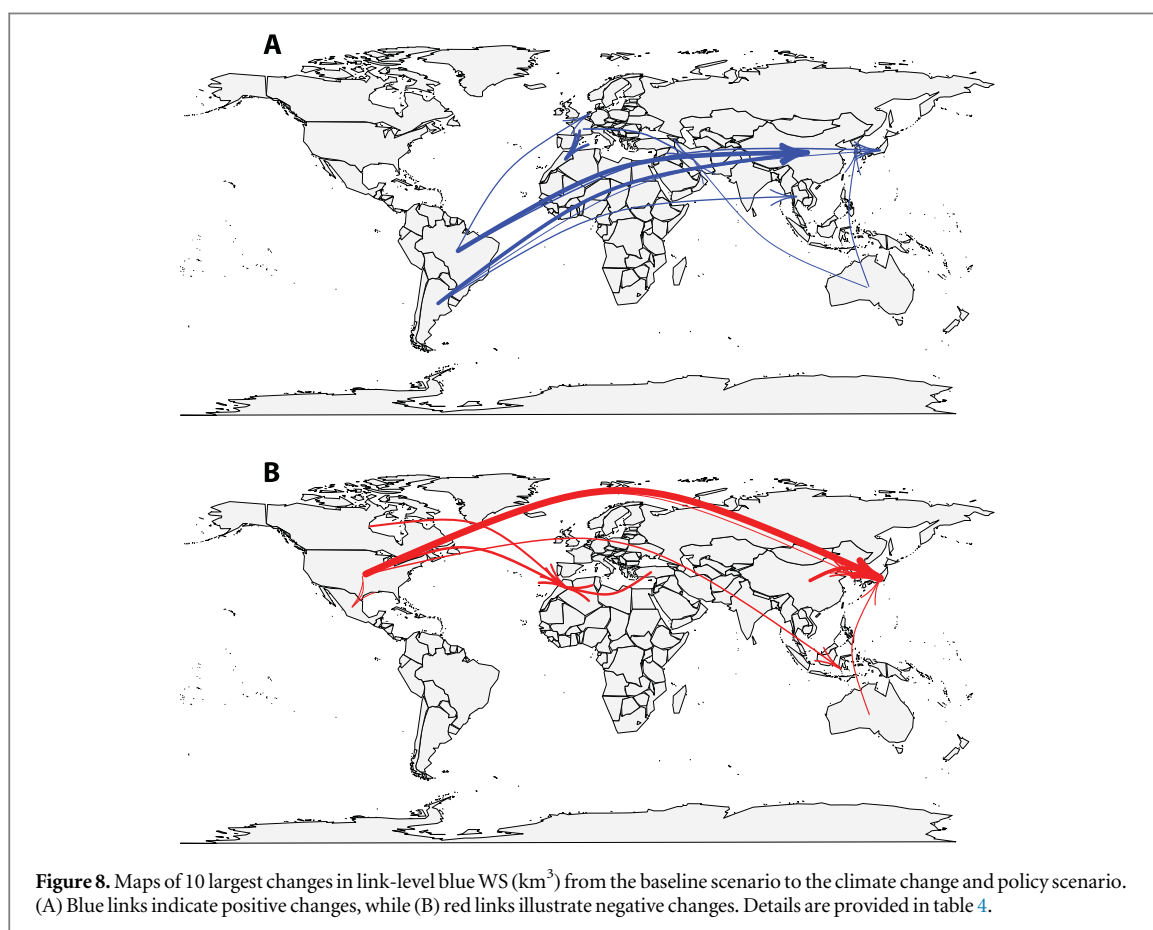 A
B
Figure 8. Maps of 10 largest changes in link-level blue WS (km³) from the baseline scenario to the climate change and policy scenario.
(A) Blue links indicate positive changes, while (B) red links illustrate negative changes. Details are provided in table 4.